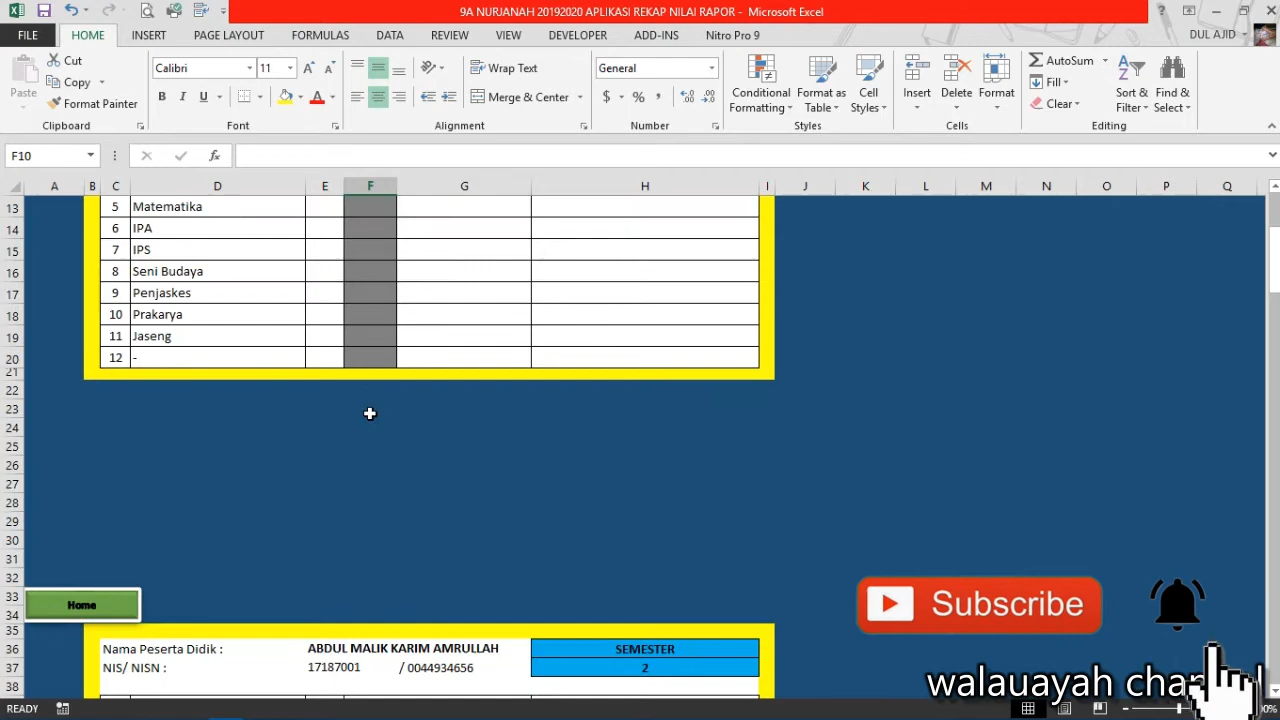 9A NURJANAH 20192020 APLIKASI REKAP NILAI RAPOR - Microsoft Excel
FILE HOME INSERT PAGE LAYOUT FORMULAS DATA REVIEW VIEW DEVELOPER ADD-INS Nitro Pro 9 DUL AJID
Paste Cut Copy Format Painter Clipboard
Calibri 11 B I U Font
Wrap Text Merge & Center Alignment
General $ % , Number
Conditional Formatting Format as Table Cell Styles Styles
Insert Delete Format Cells
AutoSum Fill Clear Sort & Filter Find & Select Editing
F10 fx
A B C D E F G H I J K L M N O P Q
13 5 Matematika
14 6 IPA
15 7 IPS
16 8 Seni Budaya
17 9 Penjaskes
18 10 Prakarya
19 11 Jaseng
20 12 -
21
22
23
24
25
26
27
28
29
30
31
32
33
34
Home
Subscribe
35
36 Nama Peserta Didik : ABDUL MALIK KARIM AMRULLAH SEMESTER
37 NIS/ NISN : 17187001 / 0044934656 2
38
walauayah
READY